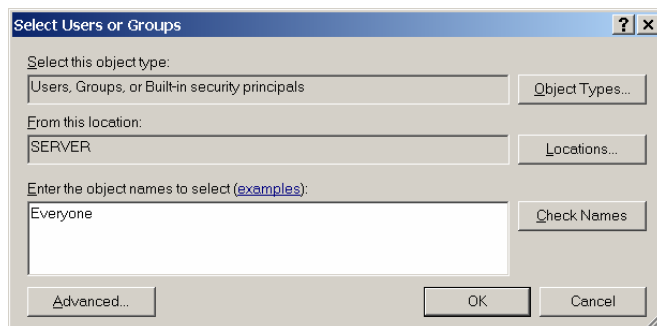 Select Users or Groups
Select this object type:
Users, Groups, or Built-in security principals
Object Types...
From this location:
SERVER
Locations...
Enter the object names to select (examples):
Everyone
Check Names
Advanced...
OK
Cancel